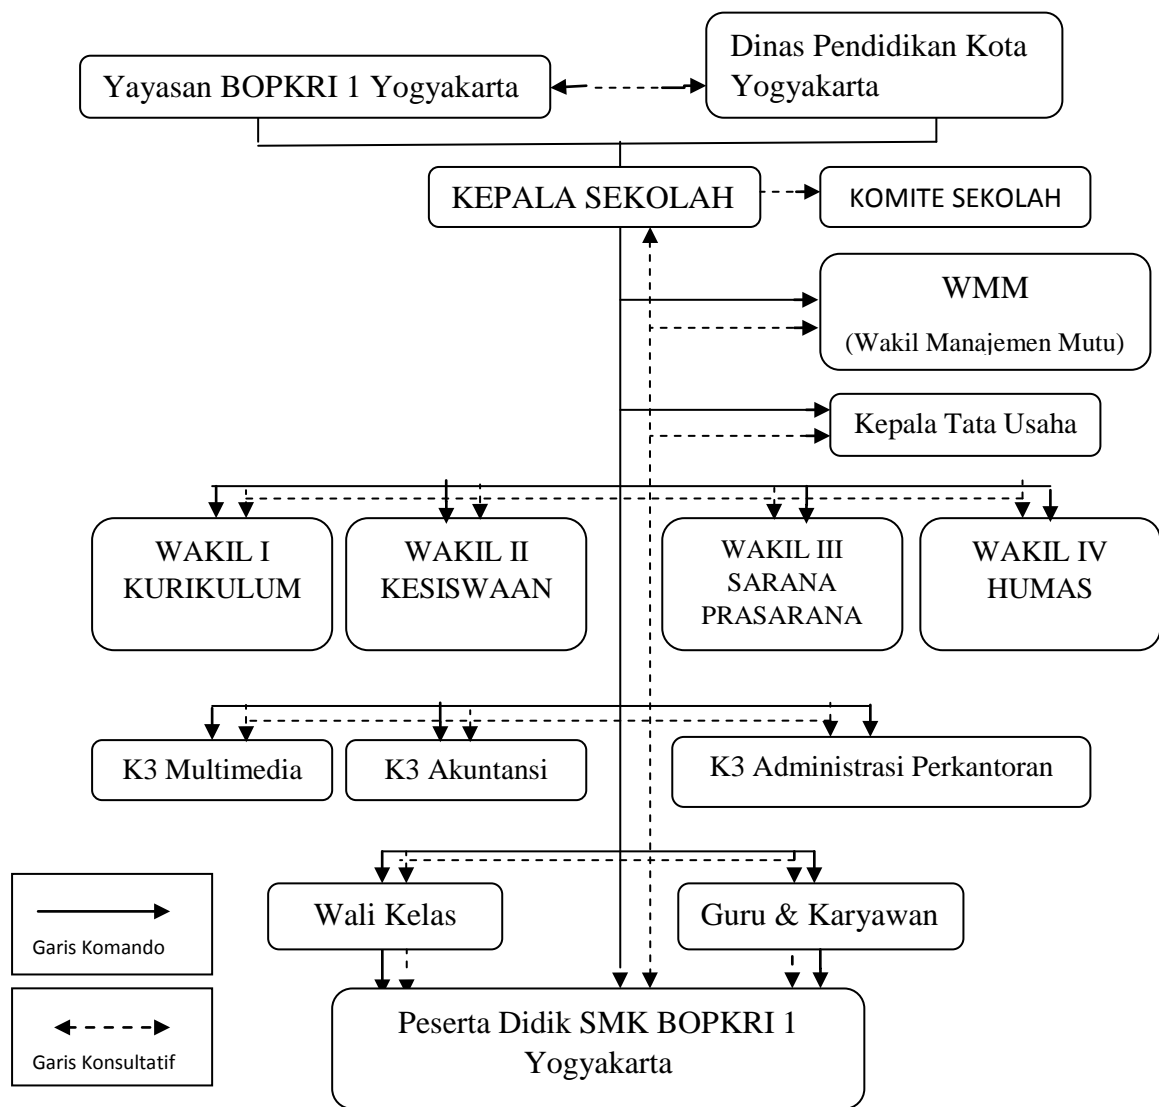 Dinas Pendidikan Kota
Yogyakarta
Yayasan BOPKRI 1 Yogyakarta
KEPALA SEKOLAH
KOMITE SEKOLAH
WMM
(Wakil Manajemen Mutu)
Kepala Tata Usaha
WAKIL I
KURIKULUM
WAKIL II
KESISWAAN
WAKIL III
SARANA
PRASARANA
WAKIL IV
HUMAS
K3 Multimedia
K3 Akuntansi
K3 Administrasi Perkantoran
Wali Kelas
Guru & Karyawan
Garis Komando
Garis Konsultatif
Peserta Didik SMK BOPKRI 1
Yogyakarta